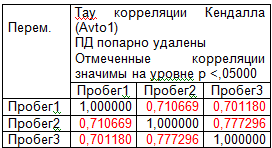 Перем.
Тау корреляции Кендалла
(Avto1)
ПД попарно удалены
Отмеченные корреляции
значимы на уровне p <,05000
Пробег1 Пробег2 Пробег3
Пробег1 1,000000 0,710669 0,701180
Пробег2 0,710669 1,000000 0,777296
Пробег3 0,701180 0,777296 1,000000